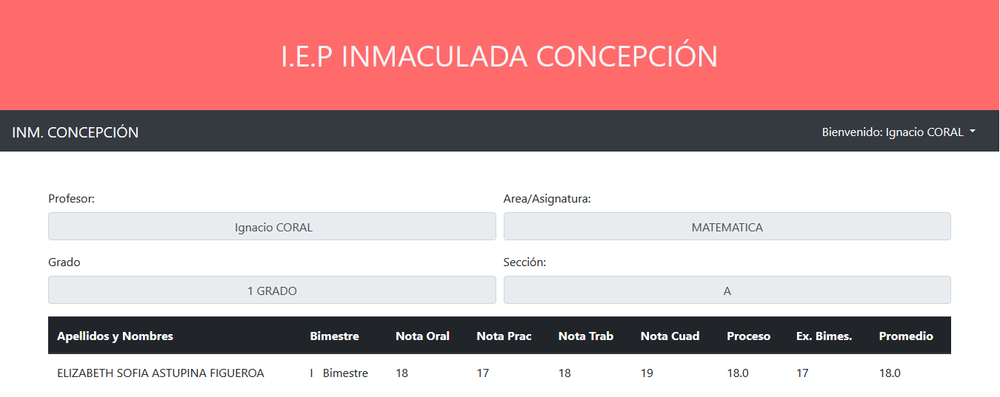 I.E.P INMACULADA CONCEPCIÓN
INM. CONCEPCIÓN Bienvenido: Ignacio CORAL
Profesor: Area/Asignatura:
Ignacio CORAL MATEMATICA
Grado Sección:
1 GRADO A
Apellidos y Nombres Bimestre Nota Oral Nota Prac Nota Trab Nota Cuad Proceso Ex. Bimes. Promedio
ELIZABETH SOFIA ASTUPINA FIGUEROA I Bimestre 18 17 18 19 18.0 17 18.0